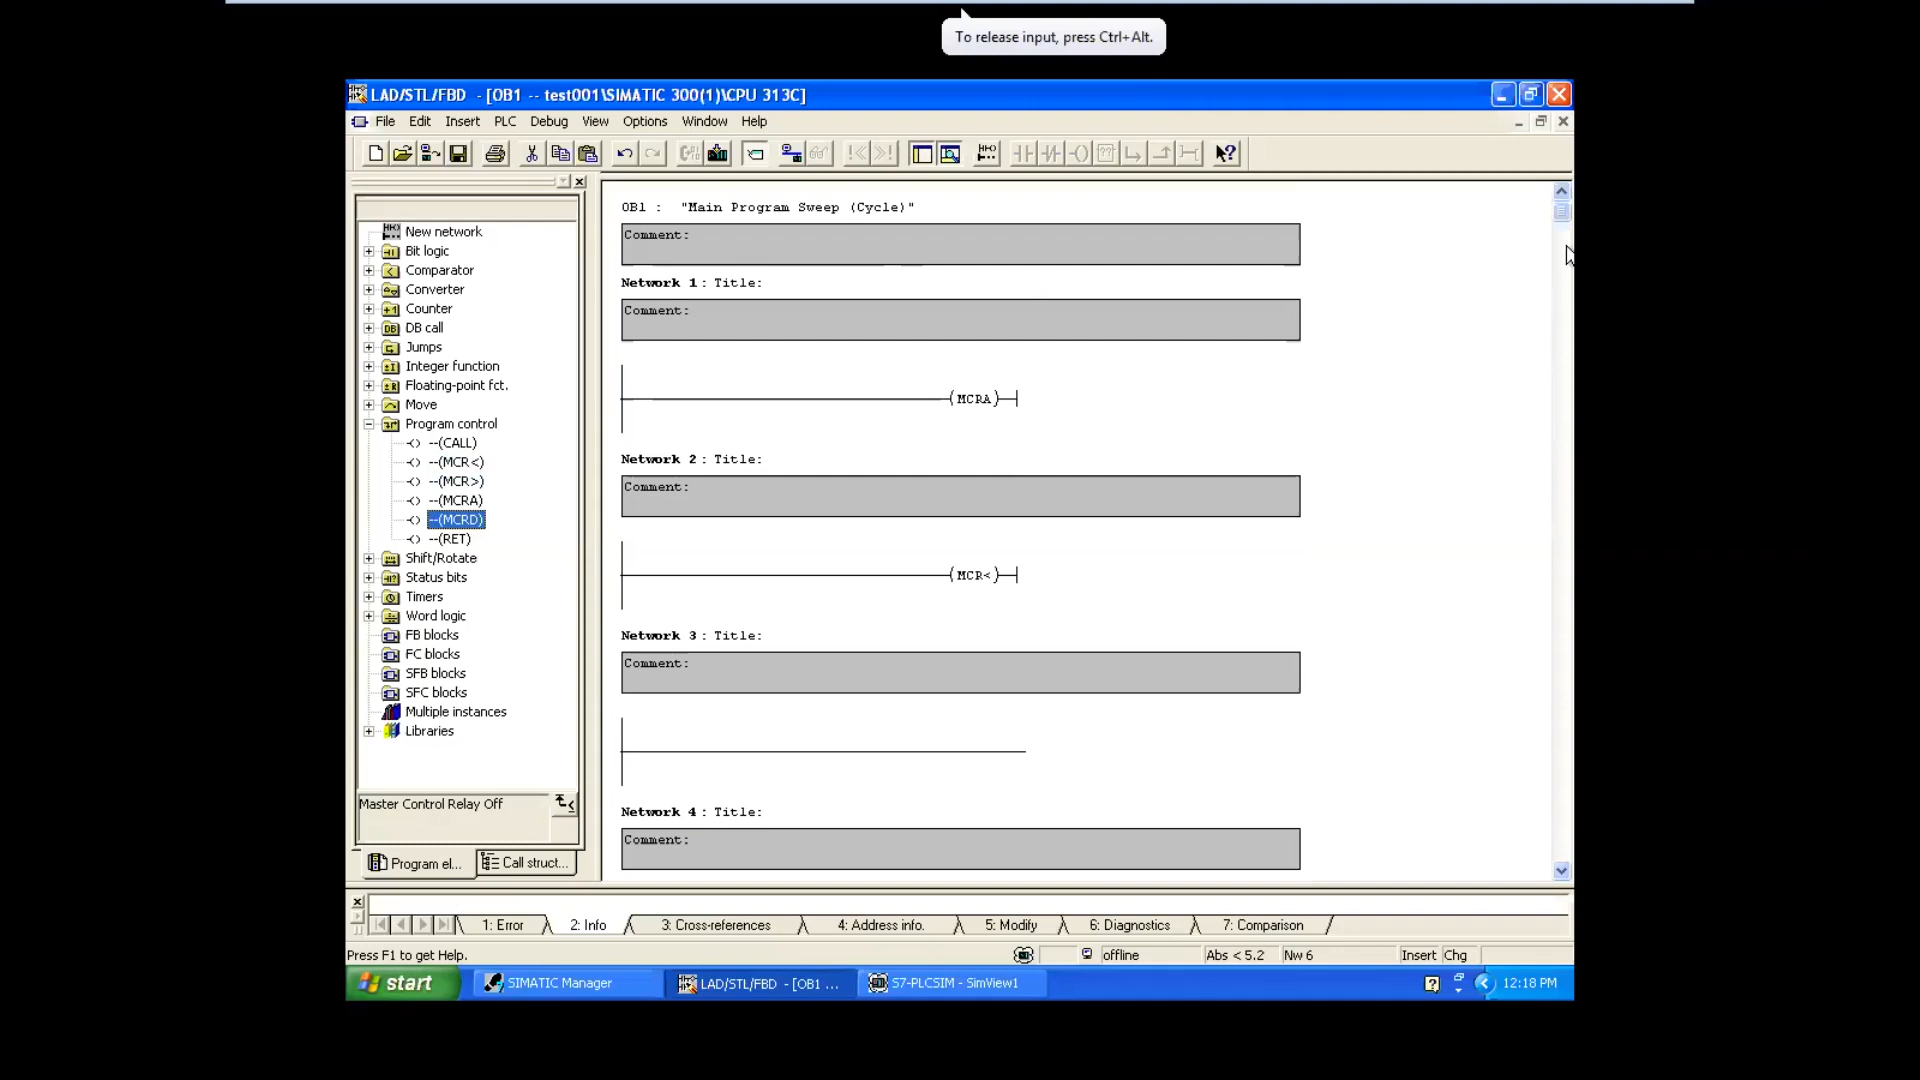 To release input, press Ctrl+Alt.
LAD/STL/FBD - [OB1 -- test001\SIMATIC 300(1)\CPU 313C]
File Edit Insert PLC Debug View Options Window Help
OB1 : "Main Program Sweep (Cycle)"
Comment:
Network 1 : Title:
Comment:
(MCRA)
Network 2 : Title:
Comment:
(MCR<)
Network 3 : Title:
Comment:
Network 4 : Title:
Comment:
New network
Bit logic
Comparator
Converter
Counter
DB call
Jumps
Integer function
Floating-point fct.
Move
Program control
--(CALL)
--(MCR<)
--(MCR>)
--(MCRA)
--(MCRD)
--(RET)
Shift/Rotate
Status bits
Timers
Word logic
FB blocks
FC blocks
SFB blocks
SFC blocks
Multiple instances
Libraries
Master Control Relay Off
Program el... Call struct...
1: Error 2: Info 3: Cross-references 4: Address info. 5: Modify 6: Diagnostics 7: Comparison
Press F1 to get Help. offline Abs < 5.2 Nw 6 Insert Chg
start SIMATIC Manager LAD/STL/FBD - [OB1 ... S7-PLCSIM - SimView1 12:18 PM